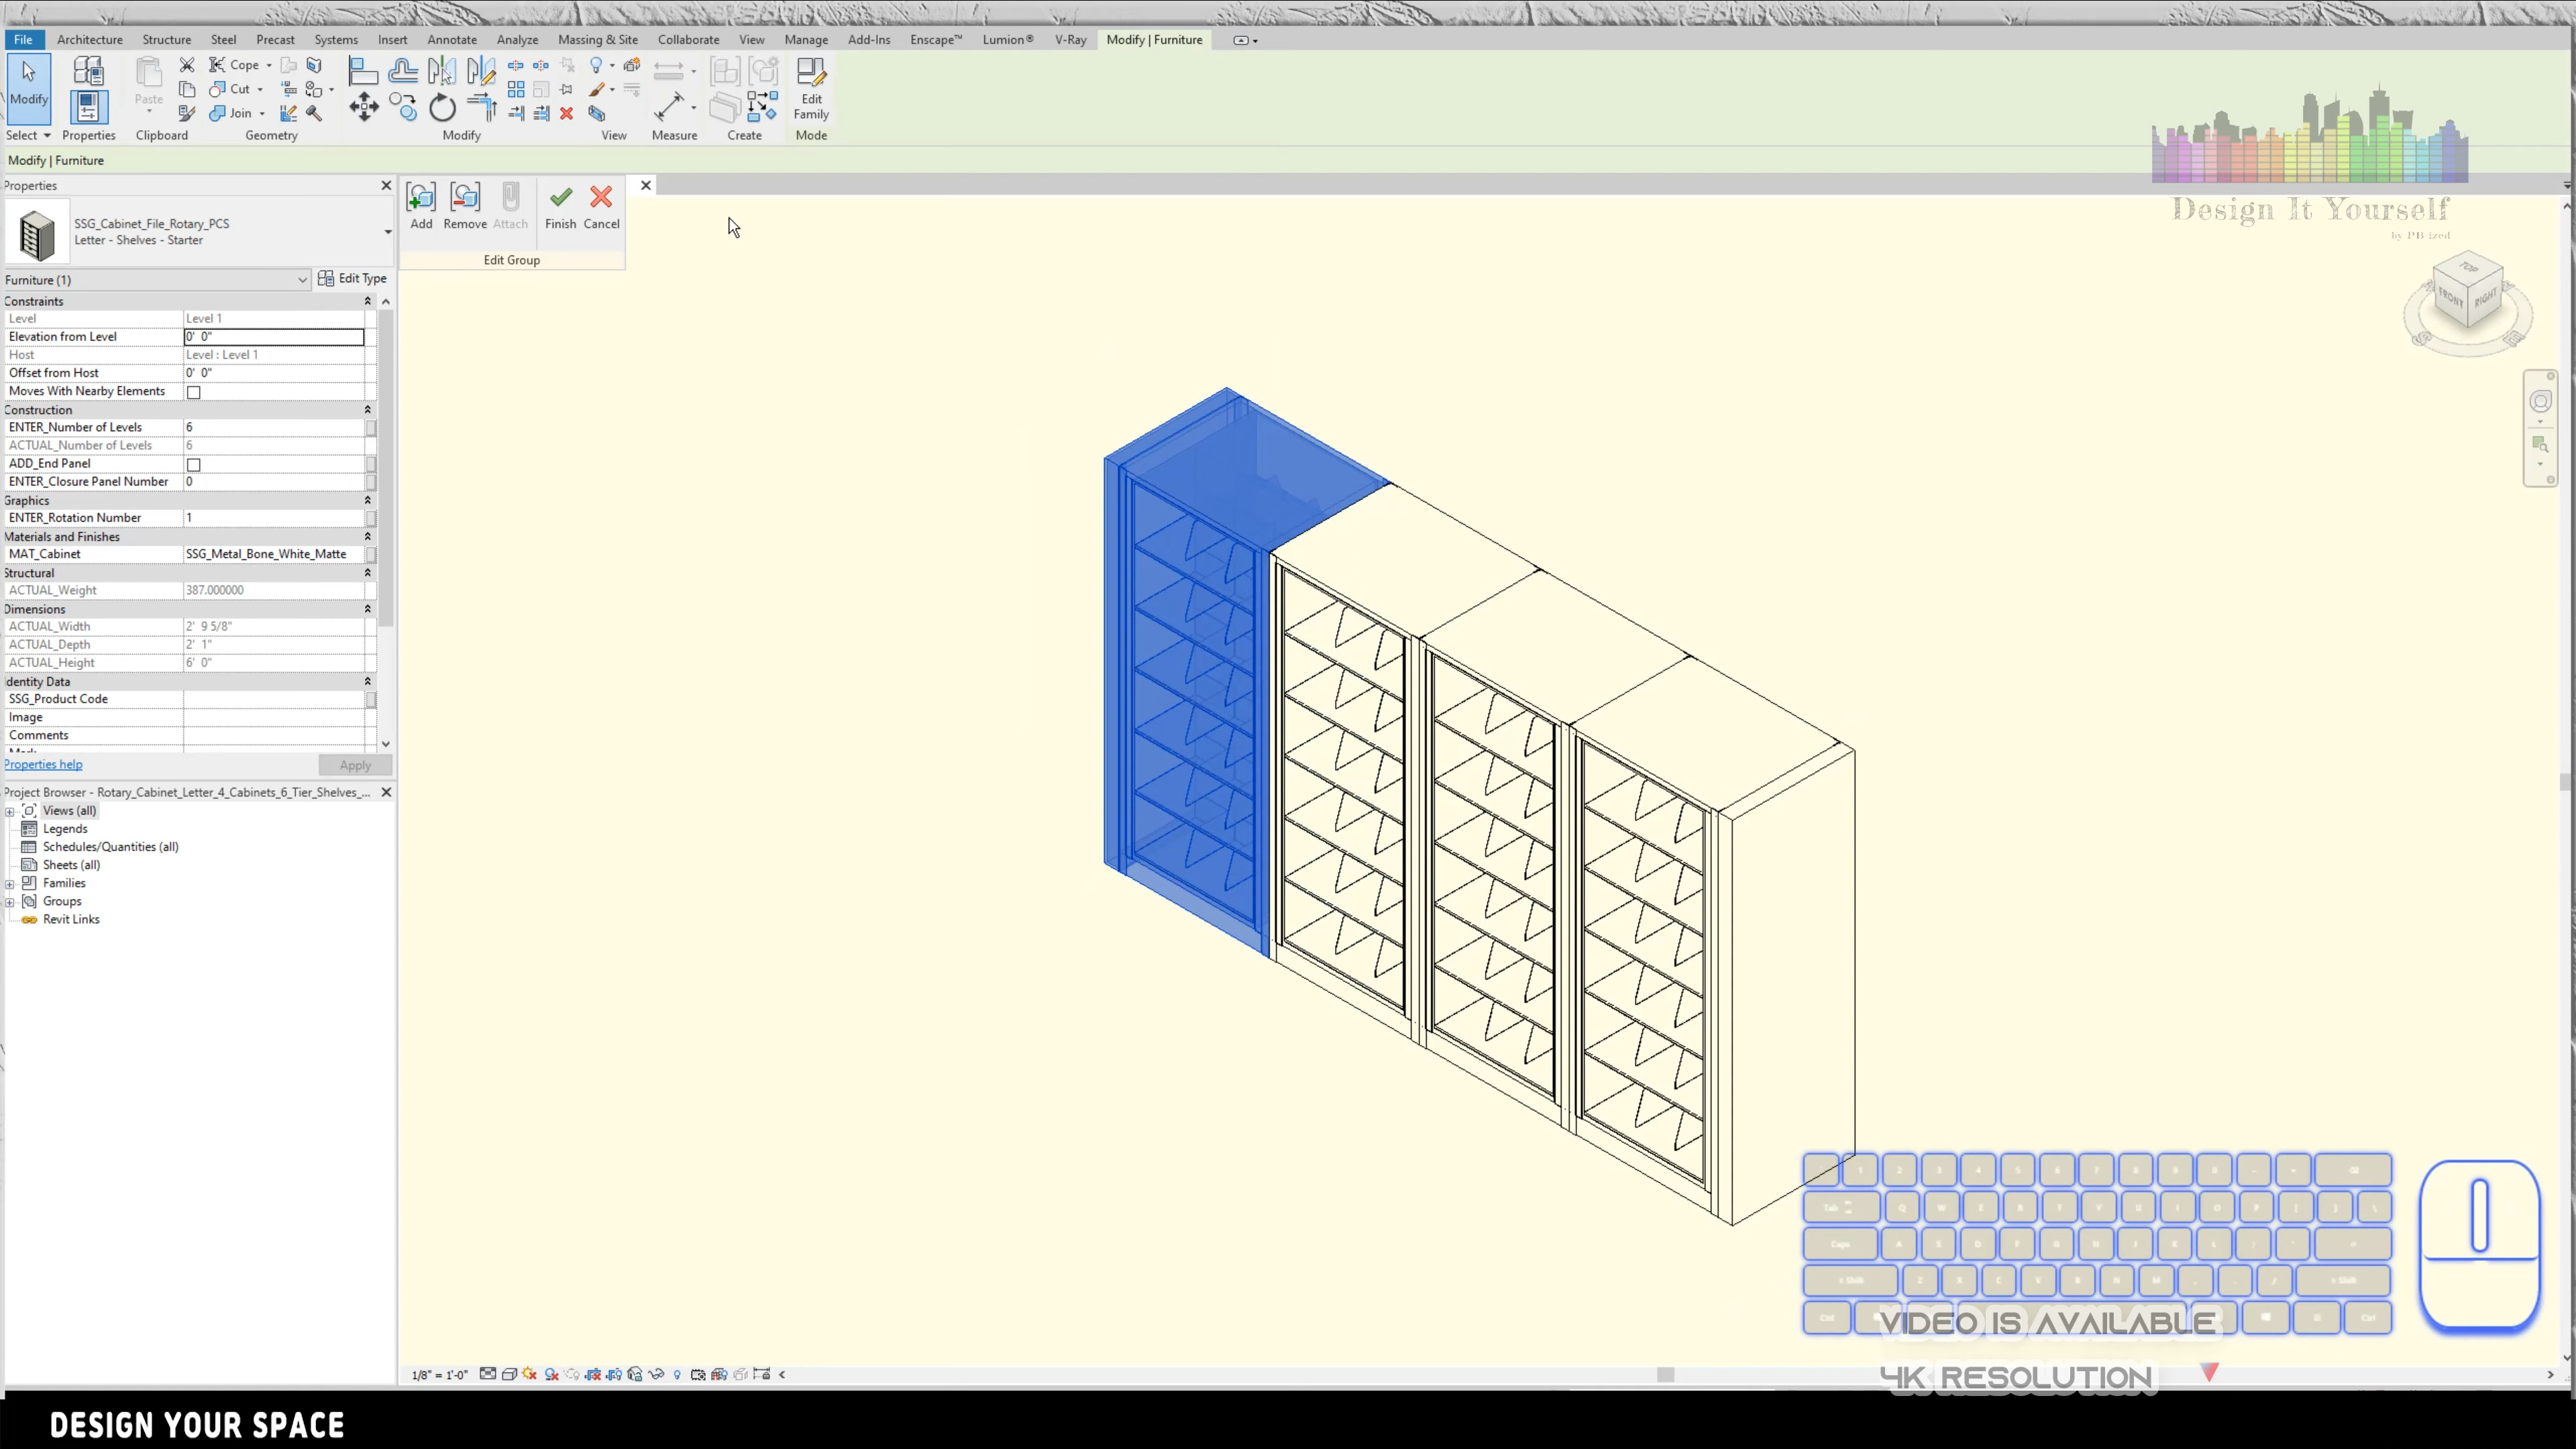 File Architecture Structure Steel Precast Systems Insert Annotate Analyze Massing & Site Collaborate View Manage Add-Ins Enscape™ Lumion® V-Ray Modify | Furniture
Modify Paste Cope Cut Join Edit Family
Select Properties Clipboard Geometry Modify View Measure Create Mode
Modify | Furniture
Design It Yourself
by PB-ized
Properties
SSG_Cabinet_File_Rotary_PCS
Letter - Shelves - Starter
Add Remove Attach Finish Cancel
Edit Group
Furniture (1) Edit Type
Constraints
Level Level 1
Elevation from Level 0' 0"
Host Level : Level 1
Offset from Host 0' 0"
Moves With Nearby Elements
Construction
ENTER_Number of Levels 6
ACTUAL_Number of Levels 6
ADD_End Panel
ENTER_Closure Panel Number 0
Graphics
ENTER_Rotation Number 1
Materials and Finishes
MAT_Cabinet SSG_Metal_Bone_White_Matte
Structural
ACTUAL_Weight 387.000000
Dimensions
ACTUAL_Width 2' 9 5/8"
ACTUAL_Depth 2' 1"
ACTUAL_Height 6' 0"
Identity Data
SSG_Product Code
Image
Comments
Properties help Apply
Project Browser - Rotary_Cabinet_Letter_4_Cabinets_6_Tier_Shelves_...
Views (all)
Legends
Schedules/Quantities (all)
Sheets (all)
Families
Groups
Revit Links
TOP
FRONT RIGHT
1/8" = 1'-0"
VIDEO IS AVAILABLE
4K RESOLUTION
DESIGN YOUR SPACE